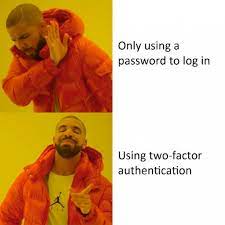 Only using a
password to log in
Using two-factor
authentication